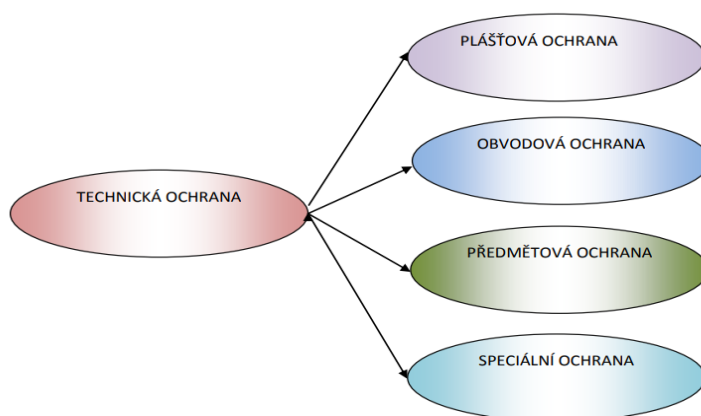 PLÁŠŤOVÁ OCHRANA
OBVODOVÁ OCHRANA
TECHNICKÁ OCHRANA
PŘEDMĚTOVÁ OCHRANA
SPECIÁLNÍ OCHRANA